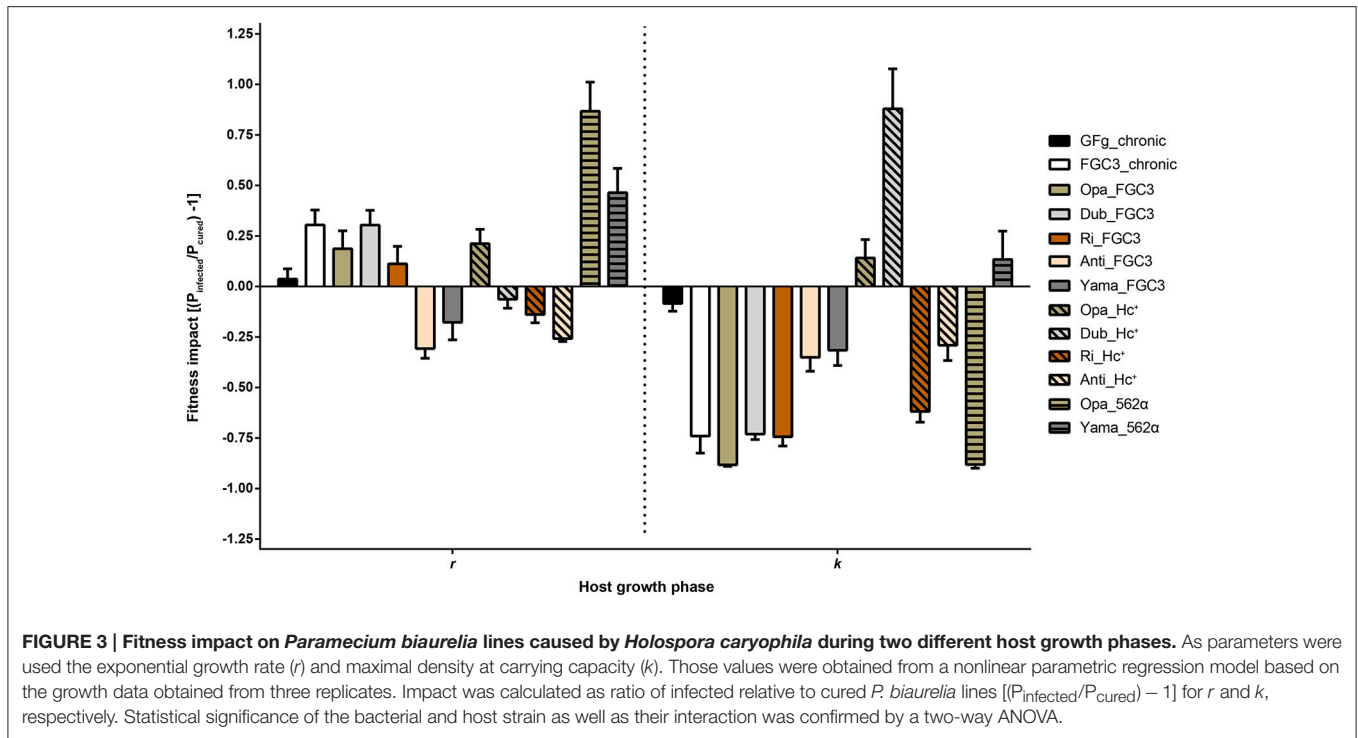 1.25
1.00
0.75
0.50
0.25
0.00
-0.25
-0.50
-0.75
-1.00
-1.25
Fitness impact [(P_infected/P_cured) -1]
r
k
Host growth phase
GFg_chronic
FGC3_chronic
Opa_FGC3
Dub_FGC3
Ri_FGC3
Anti_FGC3
Yama_FGC3
Opa_Hc⁺
Dub_Hc⁺
Ri_Hc⁺
Anti_Hc⁺
Opa_562α
Yama_562α
FIGURE 3 | Fitness impact on Paramecium biaurelia lines caused by Holospora caryophila during two different host growth phases. As parameters were
used the exponential growth rate (r) and maximal density at carrying capacity (k). Those values were obtained from a nonlinear parametric regression model based on
the growth data obtained from three replicates. Impact was calculated as ratio of infected relative to cured P. biaurelia lines [(P_infected/P_cured) – 1] for r and k,
respectively. Statistical significance of the bacterial and host strain as well as their interaction was confirmed by a two-way ANOVA.